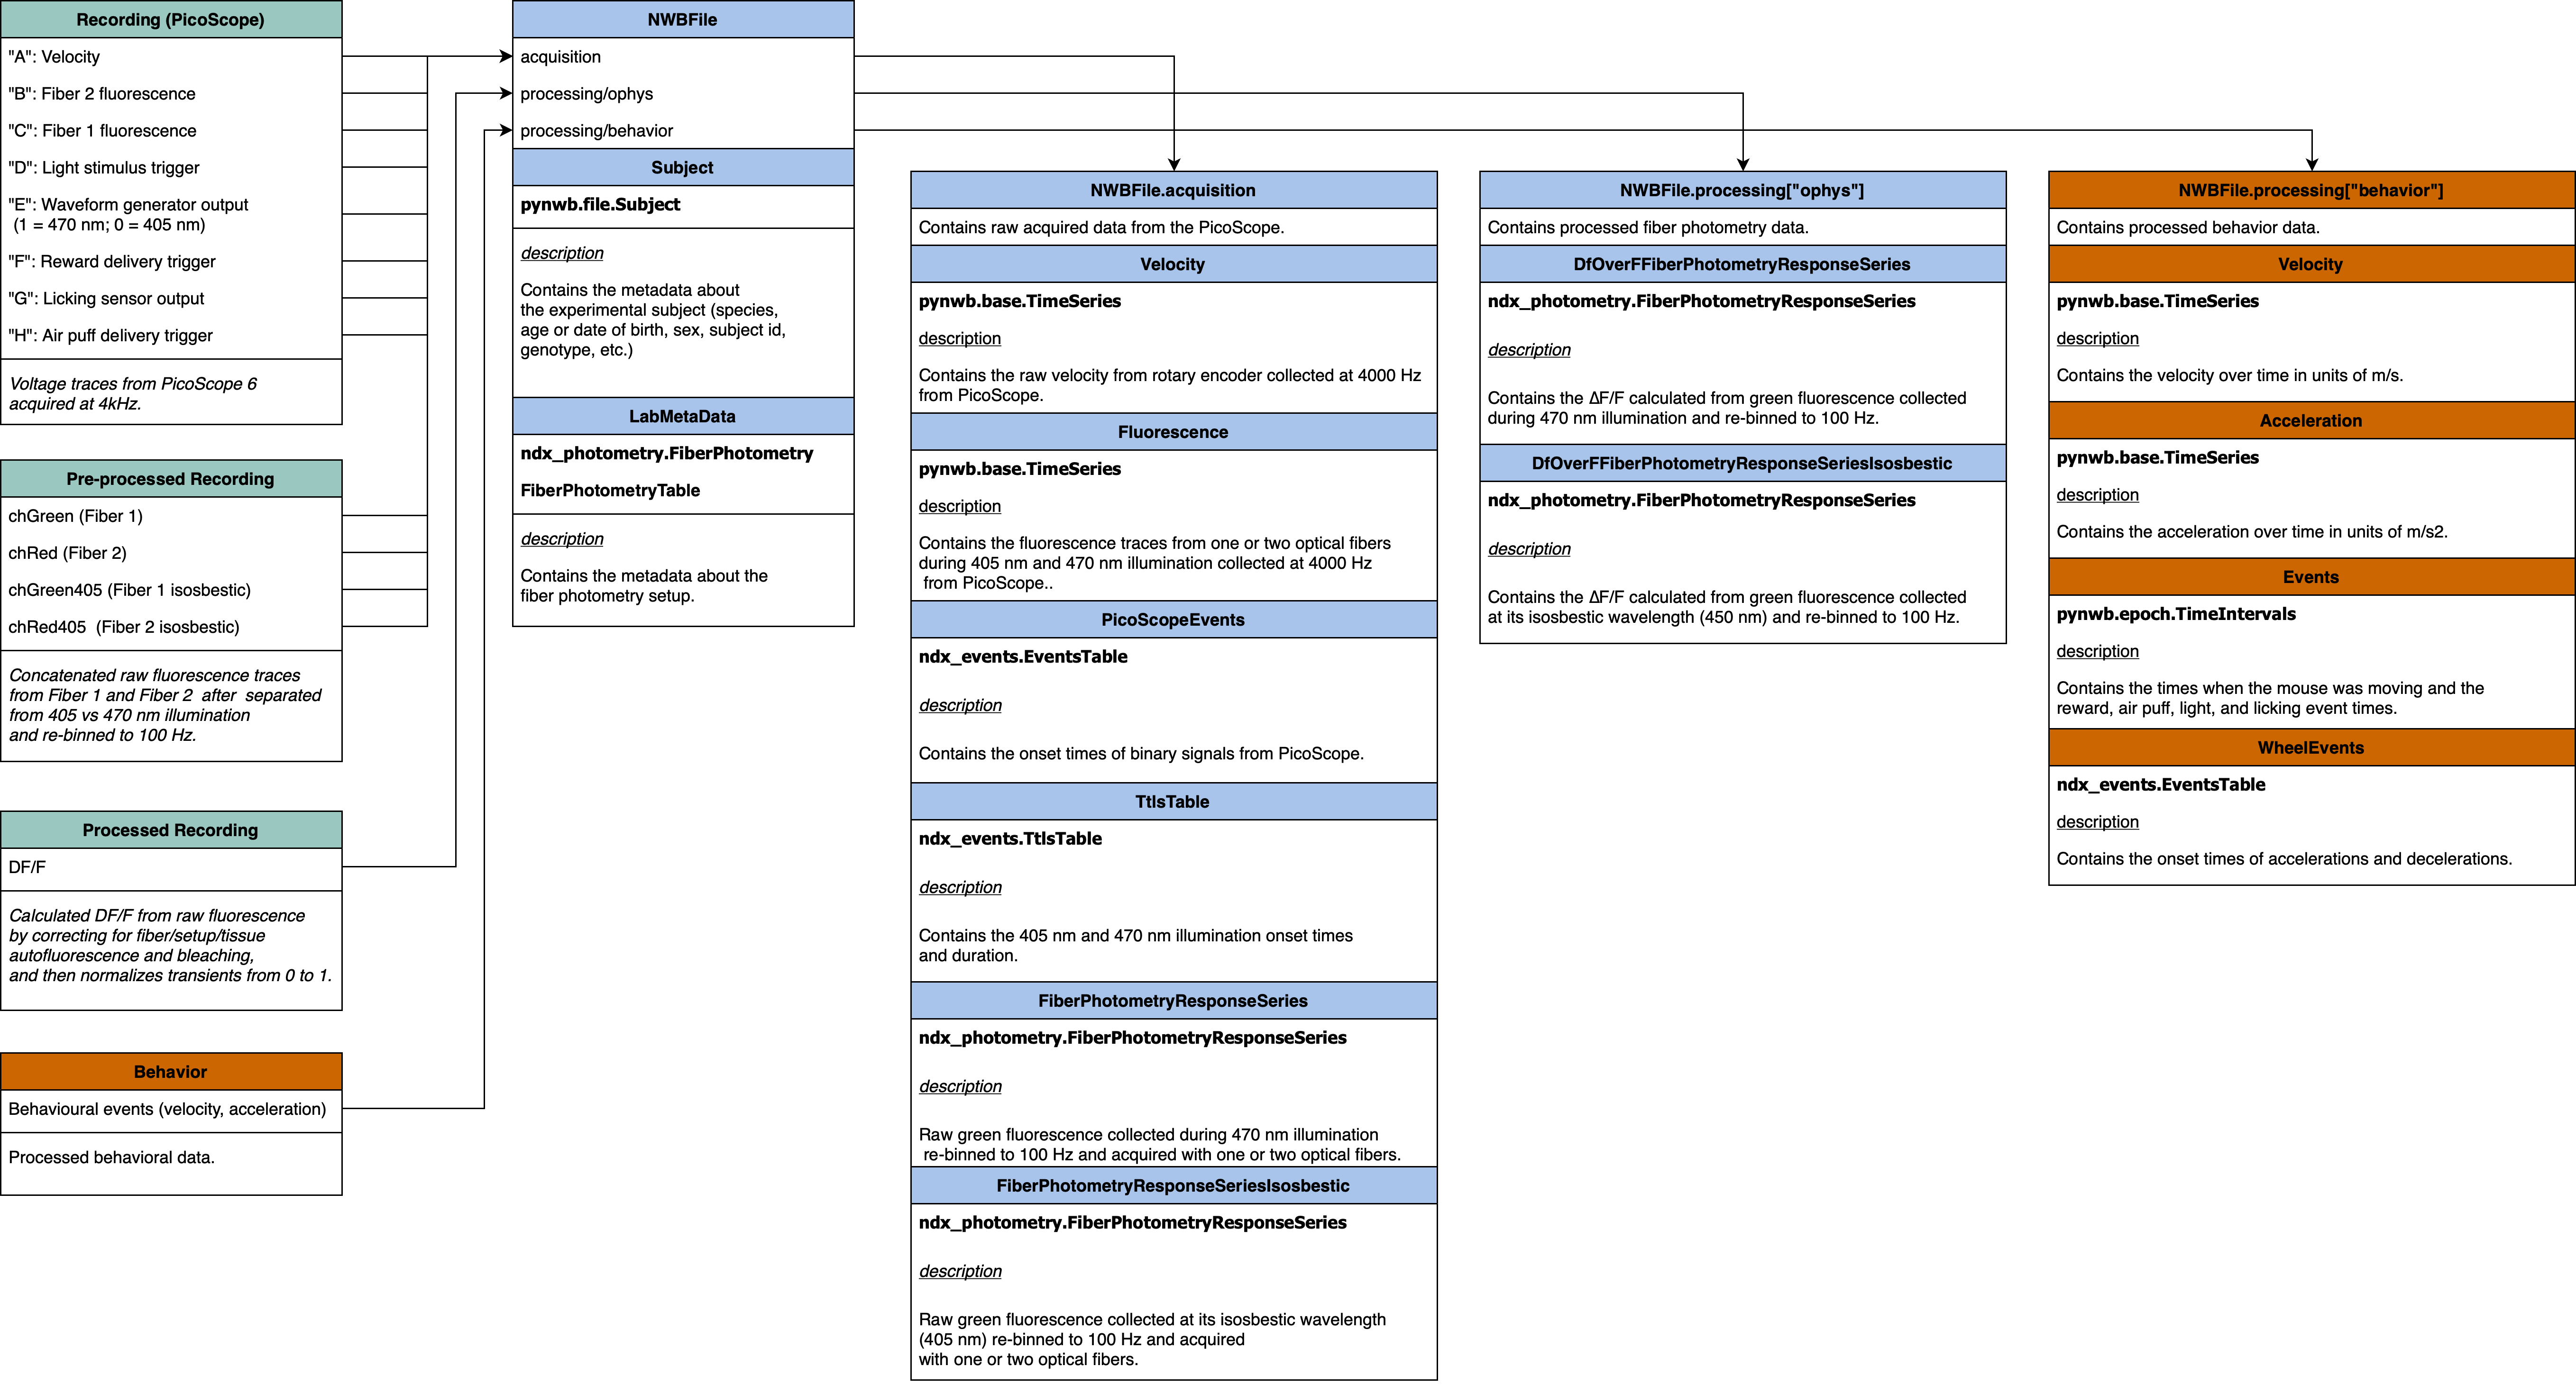 Recording (PicoScope)
"A": Velocity
"B": Fiber 2 fluorescence
"C": Fiber 1 fluorescence
"D": Light stimulus trigger
"E": Waveform generator output
(1 = 470 nm; 0 = 405 nm)
"F": Reward delivery trigger
"G": Licking sensor output
"H": Air puff delivery trigger
Voltage traces from PicoScope 6
acquired at 4kHz.
Pre-processed Recording
chGreen (Fiber 1)
chRed (Fiber 2)
chGreen405 (Fiber 1 isosbestic)
chRed405 (Fiber 2 isosbestic)
Concatenated raw fluorescence traces
from Fiber 1 and Fiber 2 after separated
from 405 vs 470 nm illumination
and re-binned to 100 Hz.
Processed Recording
DF/F
Calculated DF/F from raw fluorescence
by correcting for fiber/setup/tissue
autofluorescence and bleaching,
and then normalizes transients from 0 to 1.
Behavior
Behavioural events (velocity, acceleration)
Processed behavioral data.
NWBFile
acquisition
processing/ophys
processing/behavior
Subject
pynwb.file.Subject
description
Contains the metadata about
the experimental subject (species,
age or date of birth, sex, subject id,
genotype, etc.)
LabMetaData
ndx_photometry.FiberPhotometry
FiberPhotometryTable
description
Contains the metadata about the
fiber photometry setup.
NWBFile.acquisition
Contains raw acquired data from the PicoScope.
Velocity
pynwb.base.TimeSeries
description
Contains the raw velocity from rotary encoder collected at 4000 Hz
from PicoScope.
Fluorescence
pynwb.base.TimeSeries
description
Contains the fluorescence traces from one or two optical fibers
during 405 nm and 470 nm illumination collected at 4000 Hz
from PicoScope..
PicoScopeEvents
ndx_events.EventsTable
description
Contains the onset times of binary signals from PicoScope.
TtlsTable
ndx_events.TtlsTable
description
Contains the 405 nm and 470 nm illumination onset times
and duration.
FiberPhotometryResponseSeries
ndx_photometry.FiberPhotometryResponseSeries
description
Raw green fluorescence collected during 470 nm illumination
re-binned to 100 Hz and acquired with one or two optical fibers.
FiberPhotometryResponseSeriesIsosbestic
ndx_photometry.FiberPhotometryResponseSeries
description
Raw green fluorescence collected at its isosbestic wavelength
(405 nm) re-binned to 100 Hz and acquired
with one or two optical fibers.
NWBFile.processing["ophys"]
Contains processed fiber photometry data.
DfOverFFiberPhotometryResponseSeries
ndx_photometry.FiberPhotometryResponseSeries
description
Contains the ΔF/F calculated from green fluorescence collected
during 470 nm illumination and re-binned to 100 Hz.
DfOverFFiberPhotometryResponseSeriesIsosbestic
ndx_photometry.FiberPhotometryResponseSeries
description
Contains the ΔF/F calculated from green fluorescence collected
at its isosbestic wavelength (450 nm) and re-binned to 100 Hz.
NWBFile.processing["behavior"]
Contains processed behavior data.
Velocity
pynwb.base.TimeSeries
description
Contains the velocity over time in units of m/s.
Acceleration
pynwb.base.TimeSeries
description
Contains the acceleration over time in units of m/s2.
Events
pynwb.epoch.TimeIntervals
description
Contains the times when the mouse was moving and the
reward, air puff, light, and licking event times.
WheelEvents
ndx_events.EventsTable
description
Contains the onset times of accelerations and decelerations.